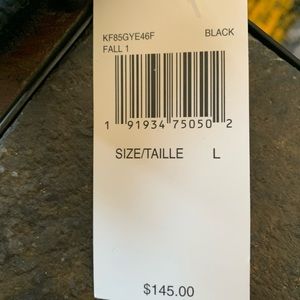 KF85GYE46F BLACK
FALL 1
1 91934 75050 2
SIZE/TAILLE L
$145.00